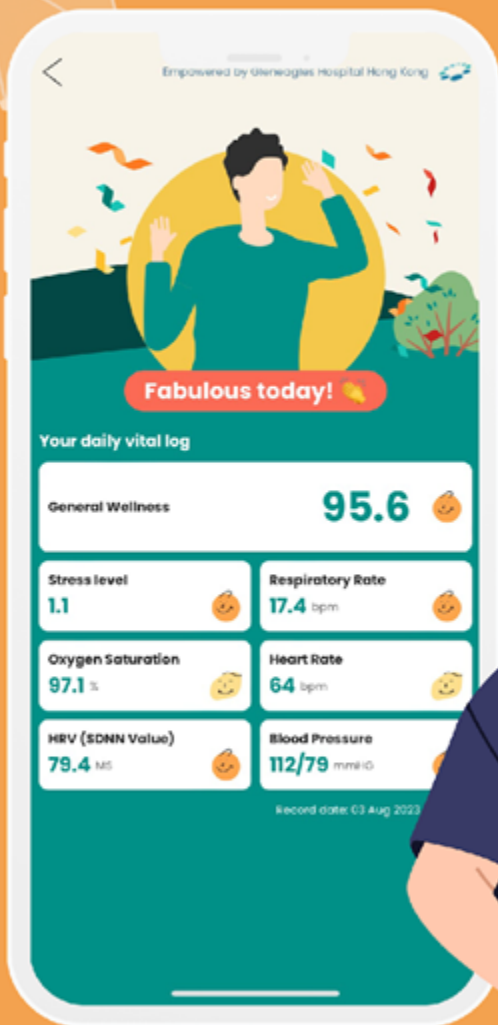 Empowered by Gleneagles Hospital Hong Kong
Fabulous today!
Your daily vital log
General Wellness
95.6
Stress level
1.1
Respiratory Rate
17.4 bpm
Oxygen Saturation
97.1 %
Heart Rate
64 bpm
HRV (SDNN Value)
79.4 MS
Blood Pressure
112/79 mmHG
Record date: 03 Aug 2023